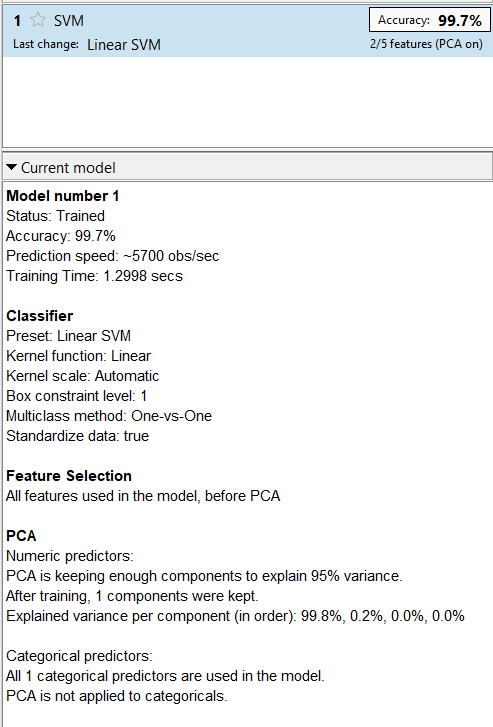 1 SVM Accuracy: 99.7%
Last change: Linear SVM 2/5 features (PCA on)
Current model
Model number 1
Status: Trained
Accuracy: 99.7%
Prediction speed: ~5700 obs/sec
Training Time: 1.2998 secs
Classifier
Preset: Linear SVM
Kernel function: Linear
Kernel scale: Automatic
Box constraint level: 1
Multiclass method: One-vs-One
Standardize data: true
Feature Selection
All features used in the model, before PCA
PCA
Numeric predictors:
PCA is keeping enough components to explain 95% variance.
After training, 1 components were kept.
Explained variance per component (in order): 99.8%, 0.2%, 0.0%, 0.0%
Categorical predictors:
All 1 categorical predictors are used in the model.
PCA is not applied to categoricals.